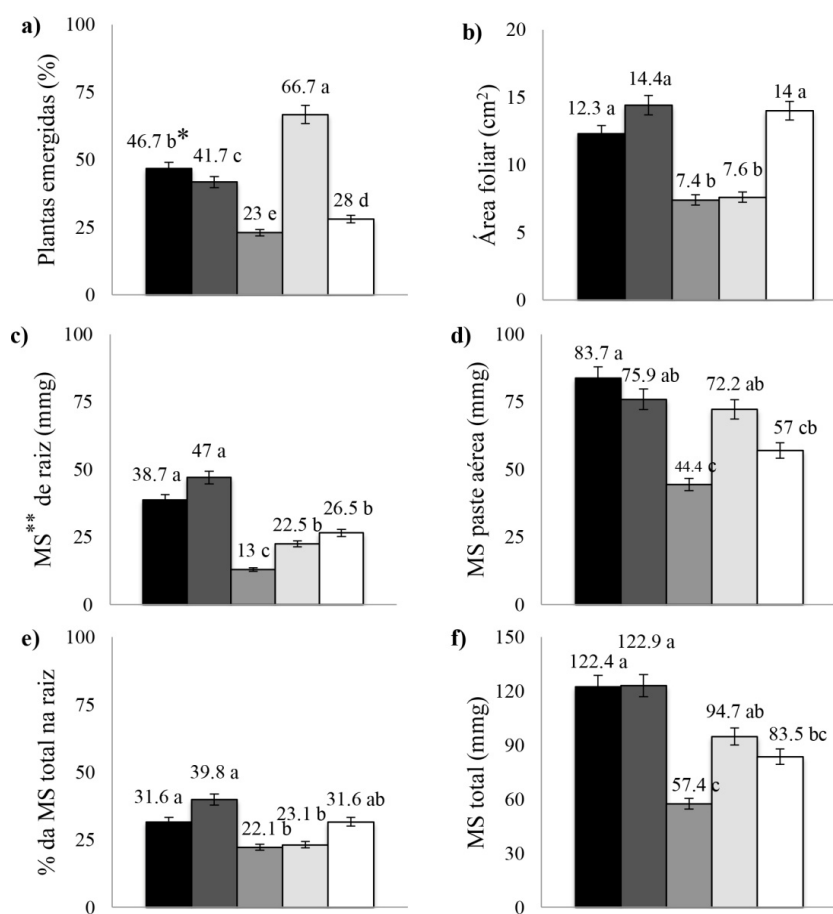 a)
Plantas emergidas (%)
100
75
50
25
0
46.7 b*
41.7 c
23 e
66.7 a
28 d
b)
Área foliar (cm²)
20
15
10
5
0
12.3 a
14.4a
7.4 b
7.6 b
14 a
c)
MS** de raiz (mmg)
100
75
50
25
0
38.7 a
47 a
13 c
22.5 b
26.5 b
d)
MS paste aérea (mmg)
100
75
50
25
0
83.7 a
75.9 ab
44.4 c
72.2 ab
57 cb
e)
% da MS total na raiz
100
75
50
25
0
31.6 a
39.8 a
22.1 b
23.1 b
31.6 ab
f)
MS total (mmg)
150
120
90
60
30
0
122.4 a
122.9 a
57.4 c
94.7 ab
83.5 bc